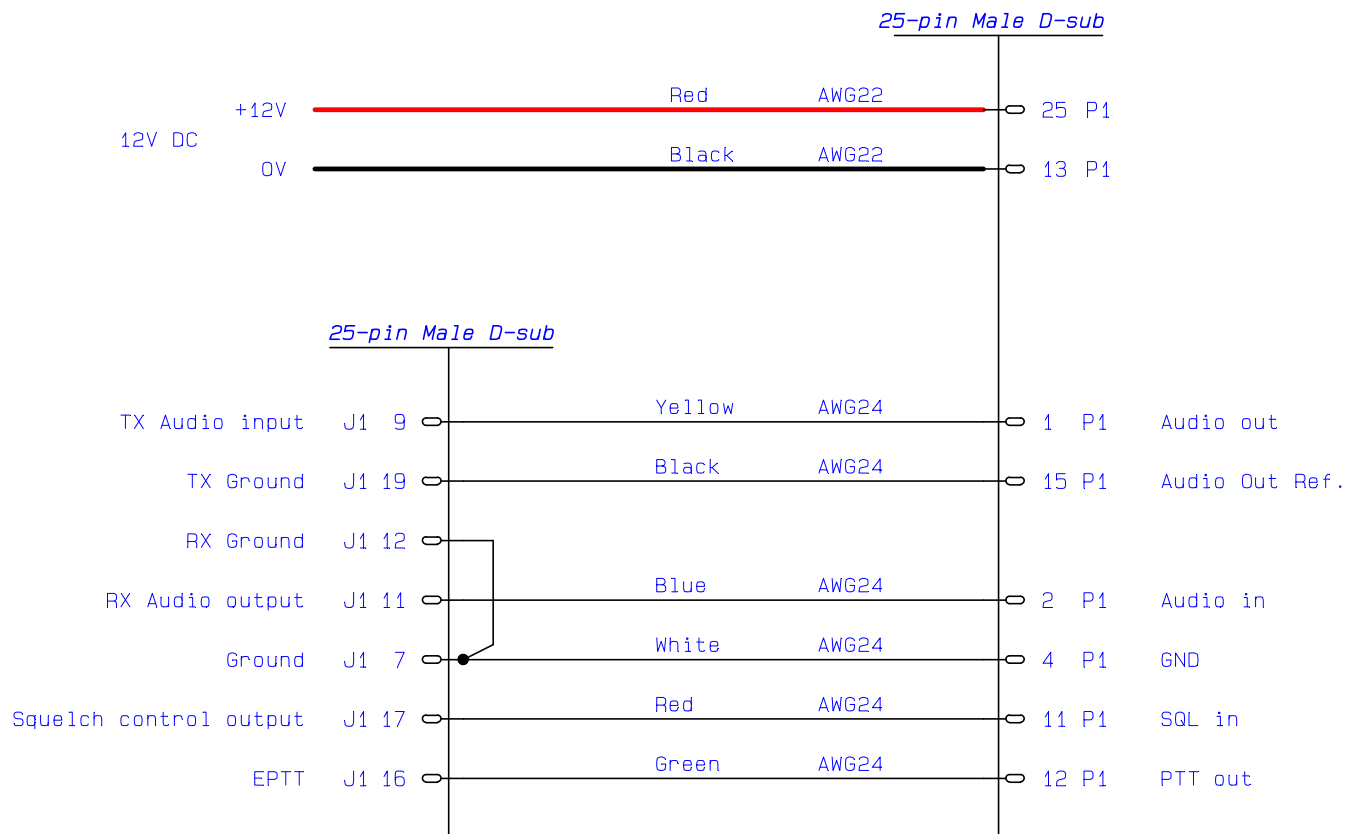 25-pin Male D-sub
Red AWG22
+12V 25 P1
12V DC
Black AWG22
0V 13 P1
25-pin Male D-sub
Yellow AWG24
TX Audio input J1 9 1 P1 Audio out
Black AWG24
TX Ground J1 19 15 P1 Audio Out Ref.
RX Ground J1 12
Blue AWG24
RX Audio output J1 11 2 P1 Audio in
White AWG24
Ground J1 7 4 P1 GND
Red AWG24
Squelch control output J1 17 11 P1 SQL in
Green AWG24
EPTT J1 16 12 P1 PTT out